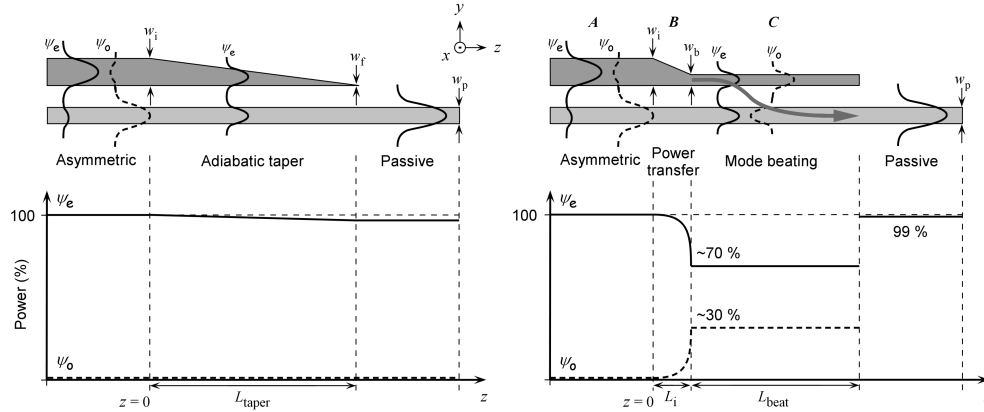 ψe
ψo
wi
ψe
wf
wp
y
x
z
Asymmetric
Adiabatic taper
Passive
A
B
C
ψe
ψo
wi
wb
ψe
ψo
wp
Asymmetric
Power
transfer
Mode beating
Passive
Power (%)
100
ψe
ψo
z = 0
Ltaper
z
100
ψe
~70 %
99 %
~30 %
ψo
z = 0
Li
Lbeat